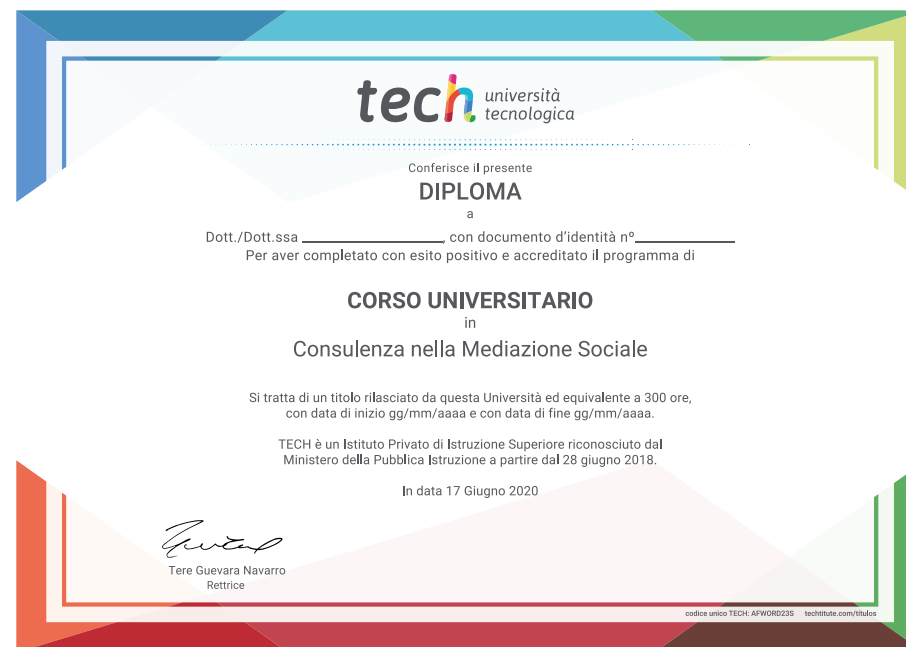 tech università
tecnologica
Conferisce il presente
DIPLOMA
a
Dott./Dott.ssa ____________________, con documento d'identità nº______________
Per aver completato con esito positivo e accreditato il programma di
CORSO UNIVERSITARIO
in
Consulenza nella Mediazione Sociale
Si tratta di un titolo rilasciato da questa Università ed equivalente a 300 ore,
con data di inizio gg/mm/aaaa e con data di fine gg/mm/aaaa.
TECH è un Istituto Privato di Istruzione Superiore riconosciuto dal
Ministero della Pubblica Istruzione a partire dal 28 giugno 2018.
In data 17 Giugno 2020
Tere Guevara Navarro
Rettrice
codice unico TECH: AFWORD23S techtitute.com/titulos